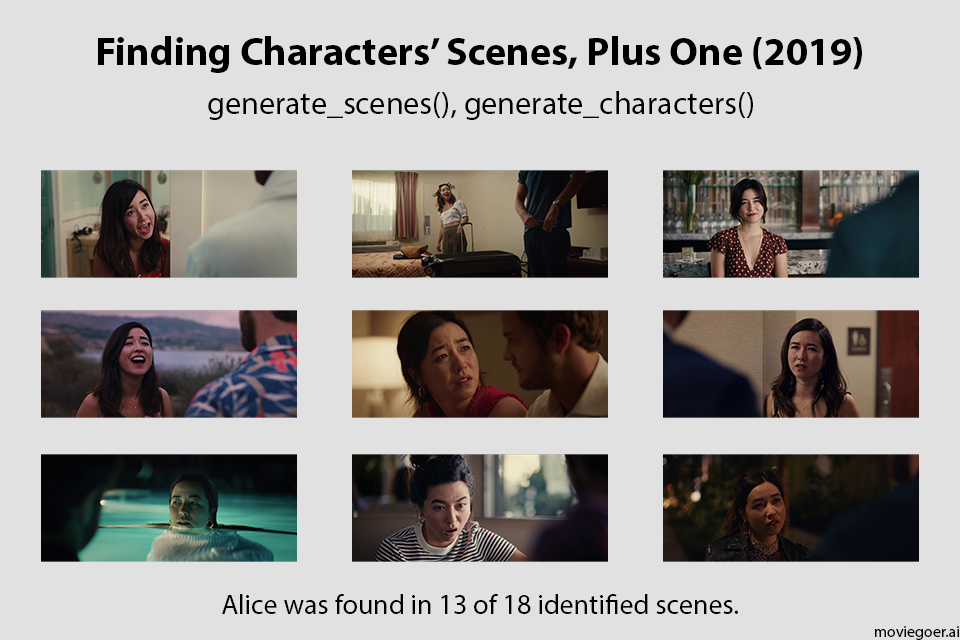 Finding Characters’ Scenes, Plus One (2019)
generate_scenes(), generate_characters()
Alice was found in 13 of 18 identified scenes.
moviegoer.ai